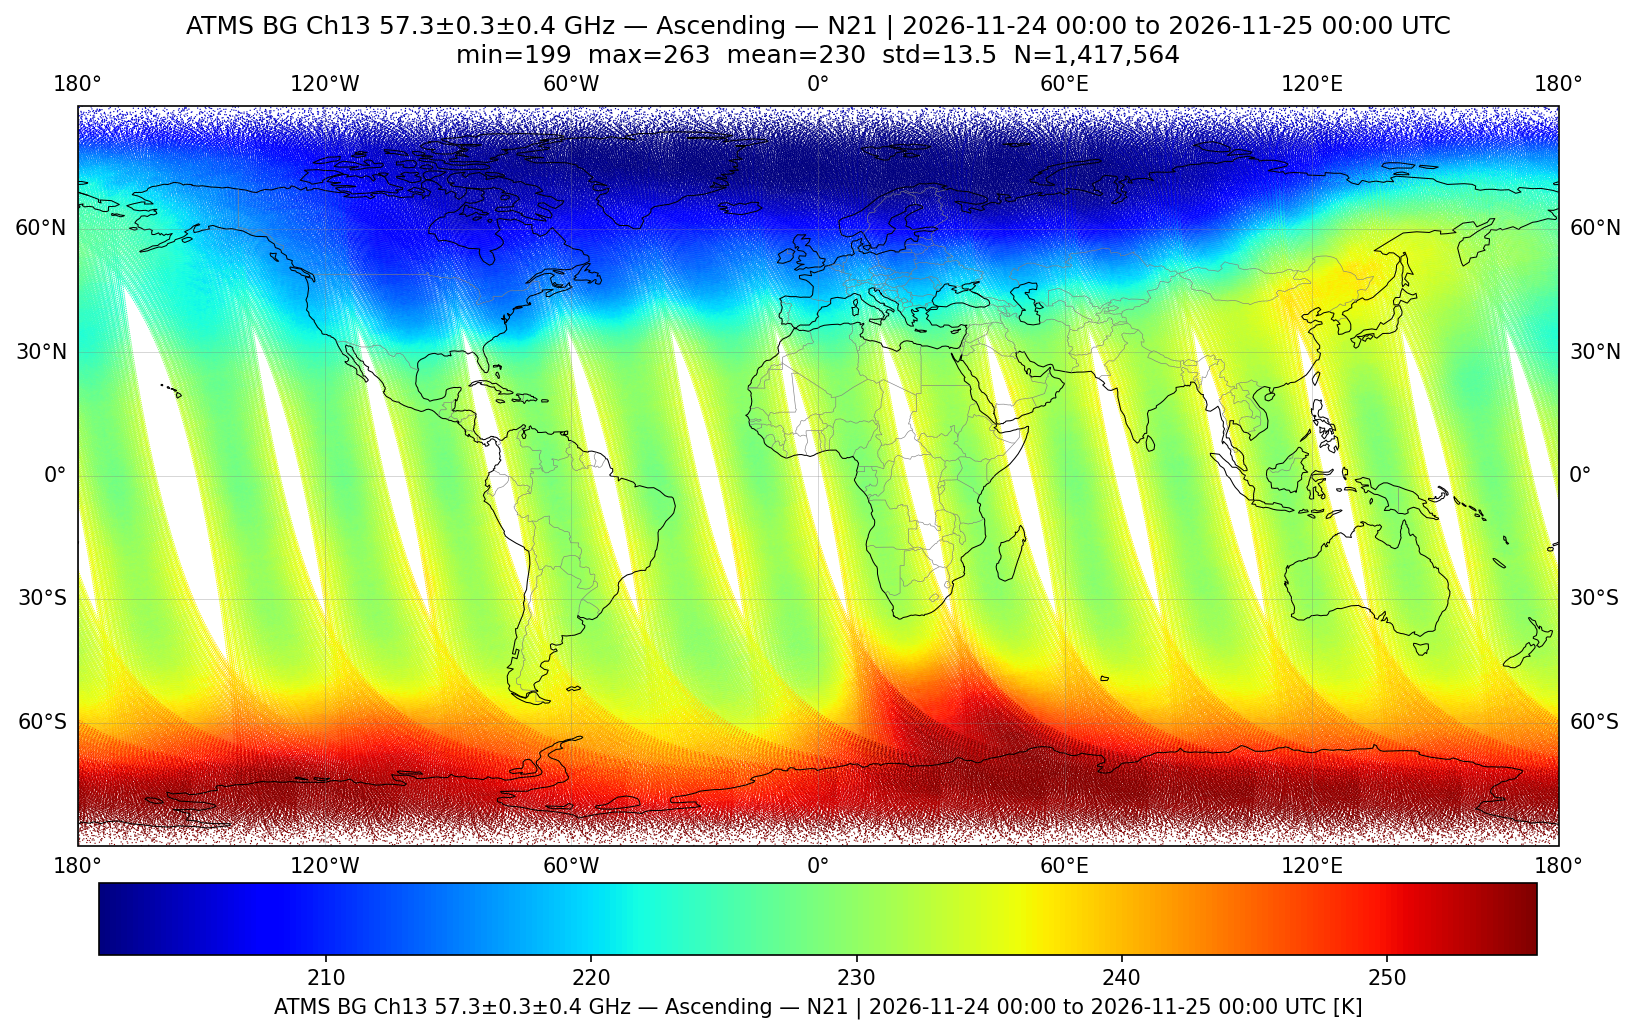 ATMS BG Ch13 57.3±0.3±0.4 GHz — Ascending — N21 | 2026-11-24 00:00 to 2026-11-25 00:00 UTC
min=199 max=263 mean=230 std=13.5 N=1,417,564
180° 120°W 60°W 0° 60°E 120°E 180°
60°N 60°N
30°N 30°N
0° 0°
30°S 30°S
60°S 60°S
180° 120°W 60°W 0° 60°E 120°E 180°
210 220 230 240 250
ATMS BG Ch13 57.3±0.3±0.4 GHz — Ascending — N21 | 2026-11-24 00:00 to 2026-11-25 00:00 UTC [K]